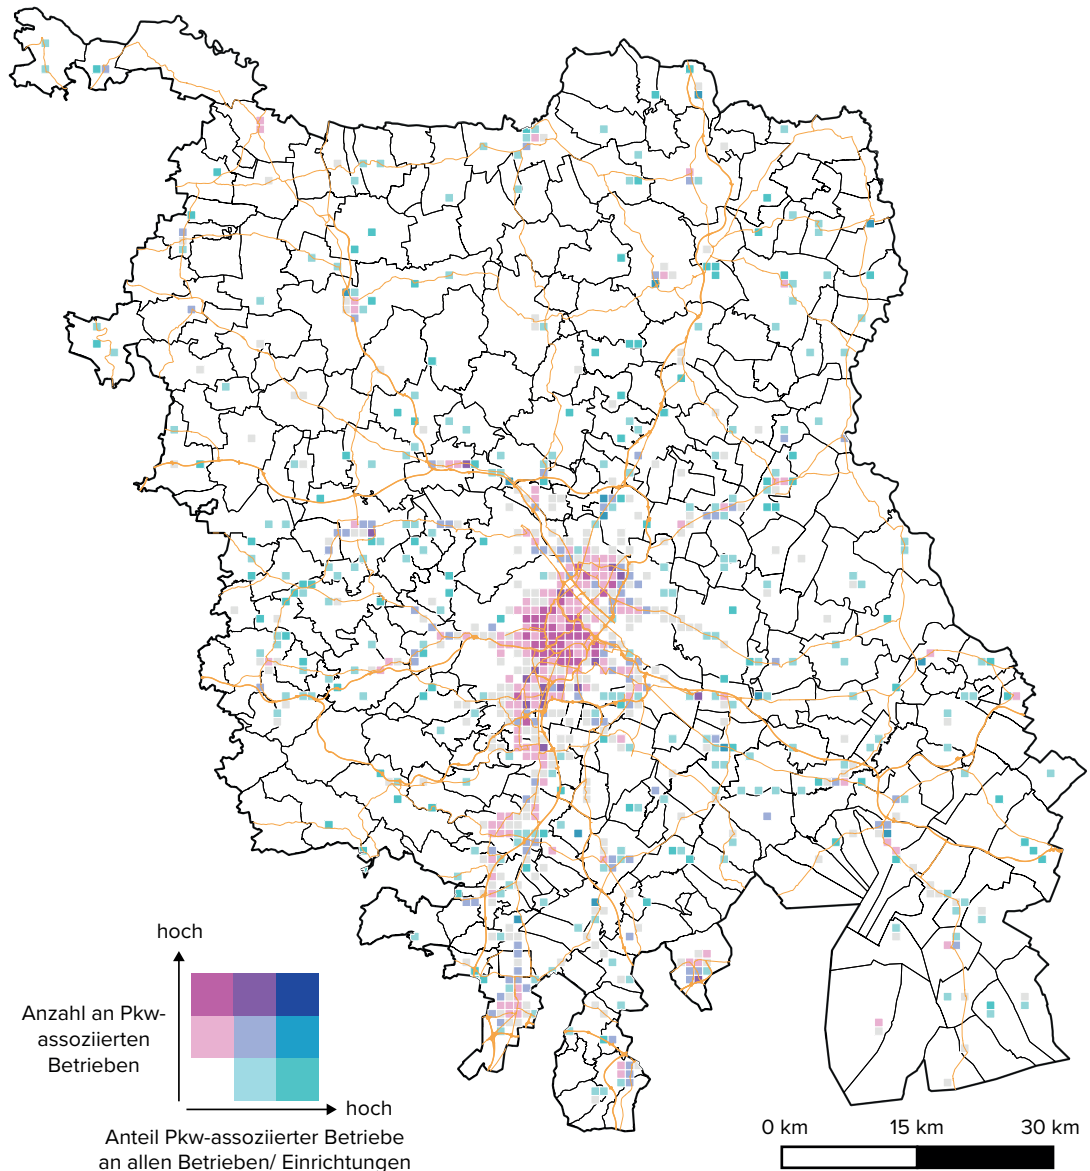 hoch
Anzahl an Pkw-
assoziierten
Betrieben
hoch
Anteil Pkw-assoziierter Betriebe
an allen Betrieben/ Einrichtungen
0 km 15 km 30 km